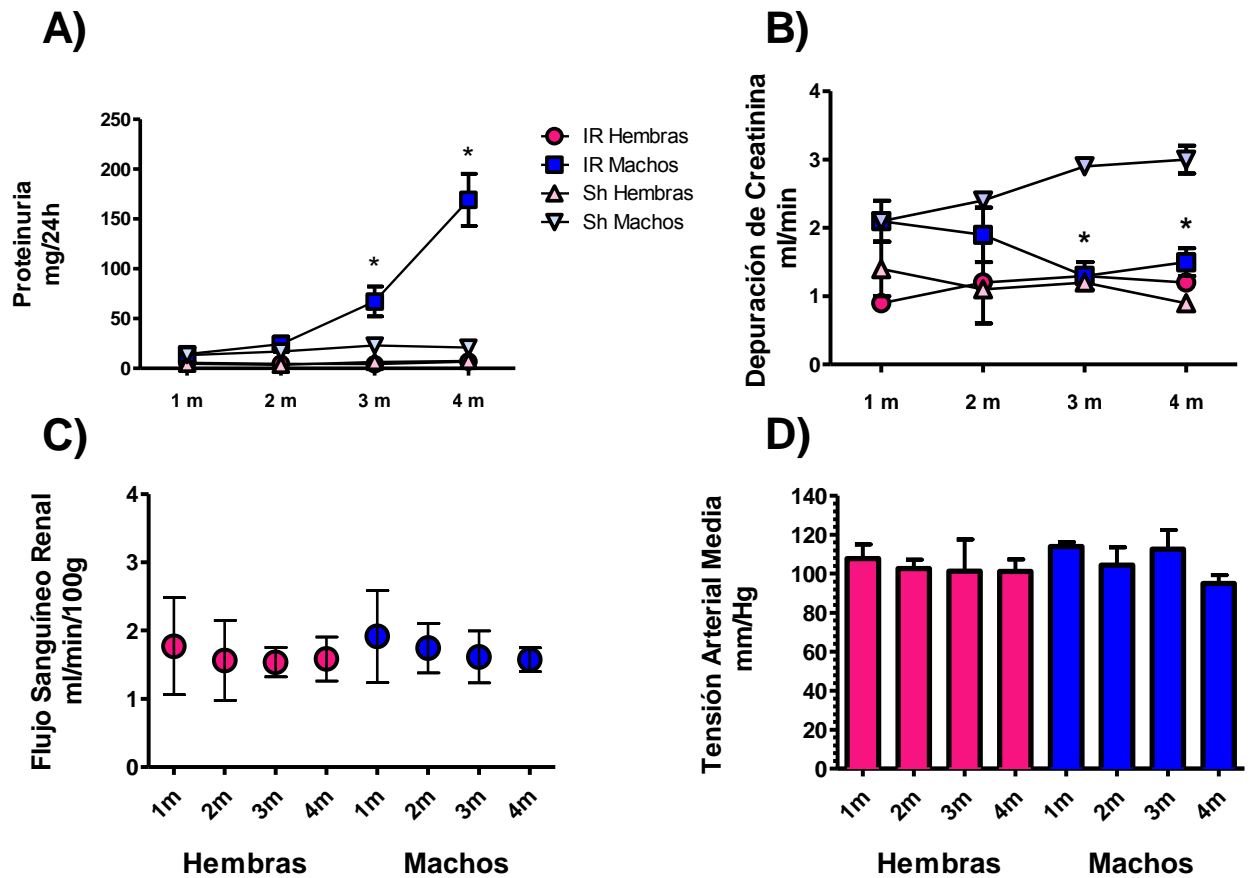 A)
Proteinuria
mg/24h
250
200
150
100
50
0
*
*
1 m 2 m 3 m 4 m
IR Hembras
IR Machos
Sh Hembras
Sh Machos
B)
Depuración de Creatinina
ml/min
4
3
2
1
0
*
*
1 m 2 m 3 m 4 m
C)
Flujo Sanguíneo Renal
ml/min/100g
4
3
2
1
0
1m 2m 3m 4m 1m 2m 3m 4m
Hembras Machos
D)
Tensión Arterial Media
mm/Hg
140
120
100
80
60
40
20
0
1m 2m 3m 4m 1m 2m 3m 4m
Hembras Machos